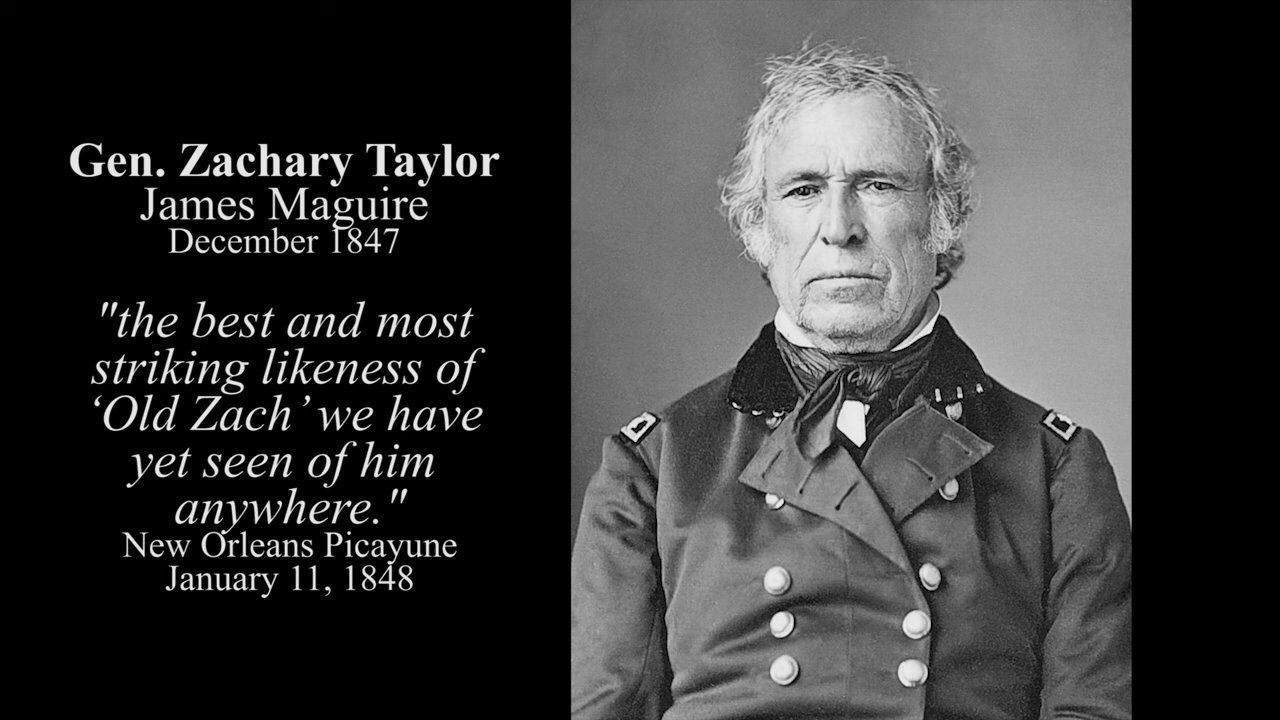 Gen. Zachary Taylor
James Maguire
December 1847
"the best and most
striking likeness of
‘Old Zach’ we have
yet seen of him
anywhere."
New Orleans Picayune
January 11, 1848